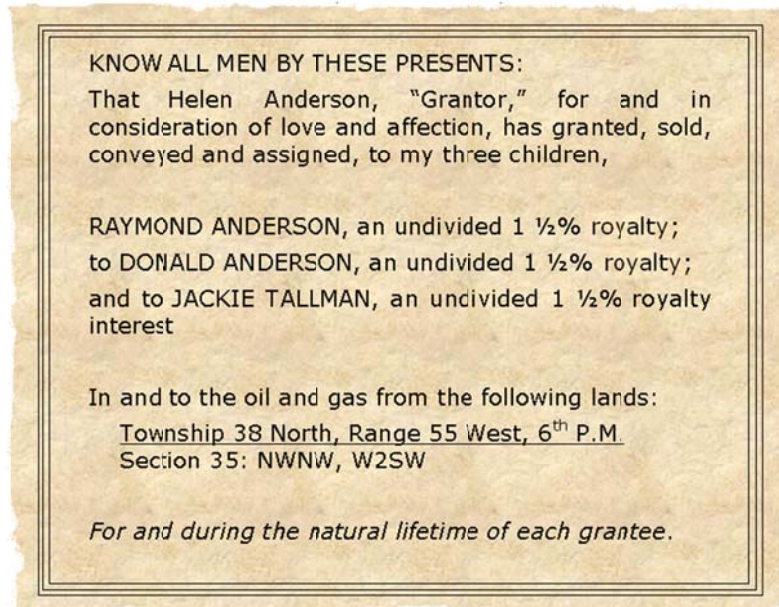 KNOW ALL MEN BY THESE PRESENTS:
That Helen Anderson, “Grantor,” for and in
consideration of love and affection, has granted, sold,
conveyed and assigned, to my three children,
RAYMOND ANDERSON, an undivided 1 ½% royalty;
to DONALD ANDERSON, an undivided 1 ½% royalty;
and to JACKIE TALLMAN, an undivided 1 ½% royalty
interest
In and to the oil and gas from the following lands:
Township 38 North, Range 55 West, 6th P.M.
Section 35: NWNW, W2SW
For and during the natural lifetime of each grantee.